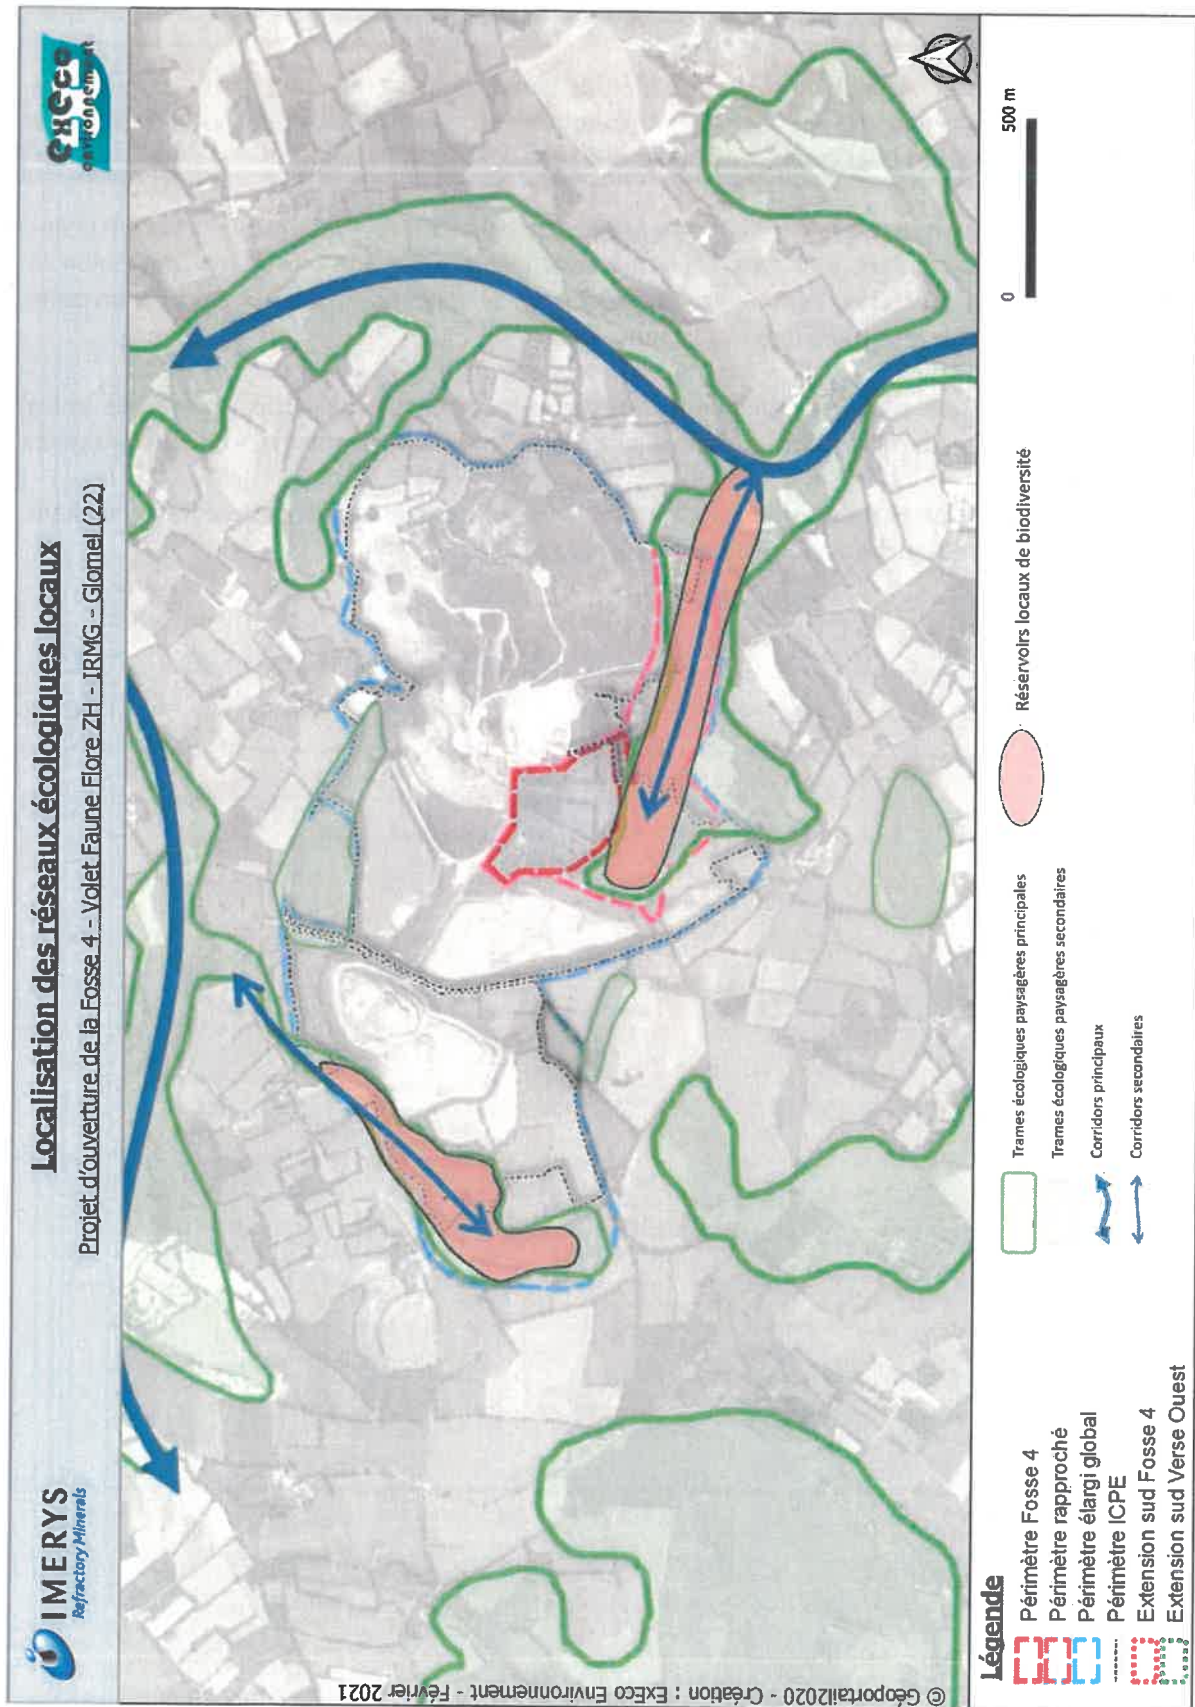 IMERYS
Refractory Minerals
Localisation des réseaux écologiques locaux
Projet d'ouverture de la Fosse 4 - Volet Faune Flore ZH - IRMG - Glomel (22)
execo
environnement
© Géoportail2020 - Création : ExEco Environnement - Février 2021
Légende
Périmètre Fosse 4
Périmètre rapproché
Périmètre élargi global
Périmètre ICPE
Extension sud Fosse 4
Extension sud Verse Ouest
Trames écologiques paysagères principales
Trames écologiques paysagères secondaires
Corridors principaux
Corridors secondaires
Réservoirs locaux de biodiversité
0 500 m